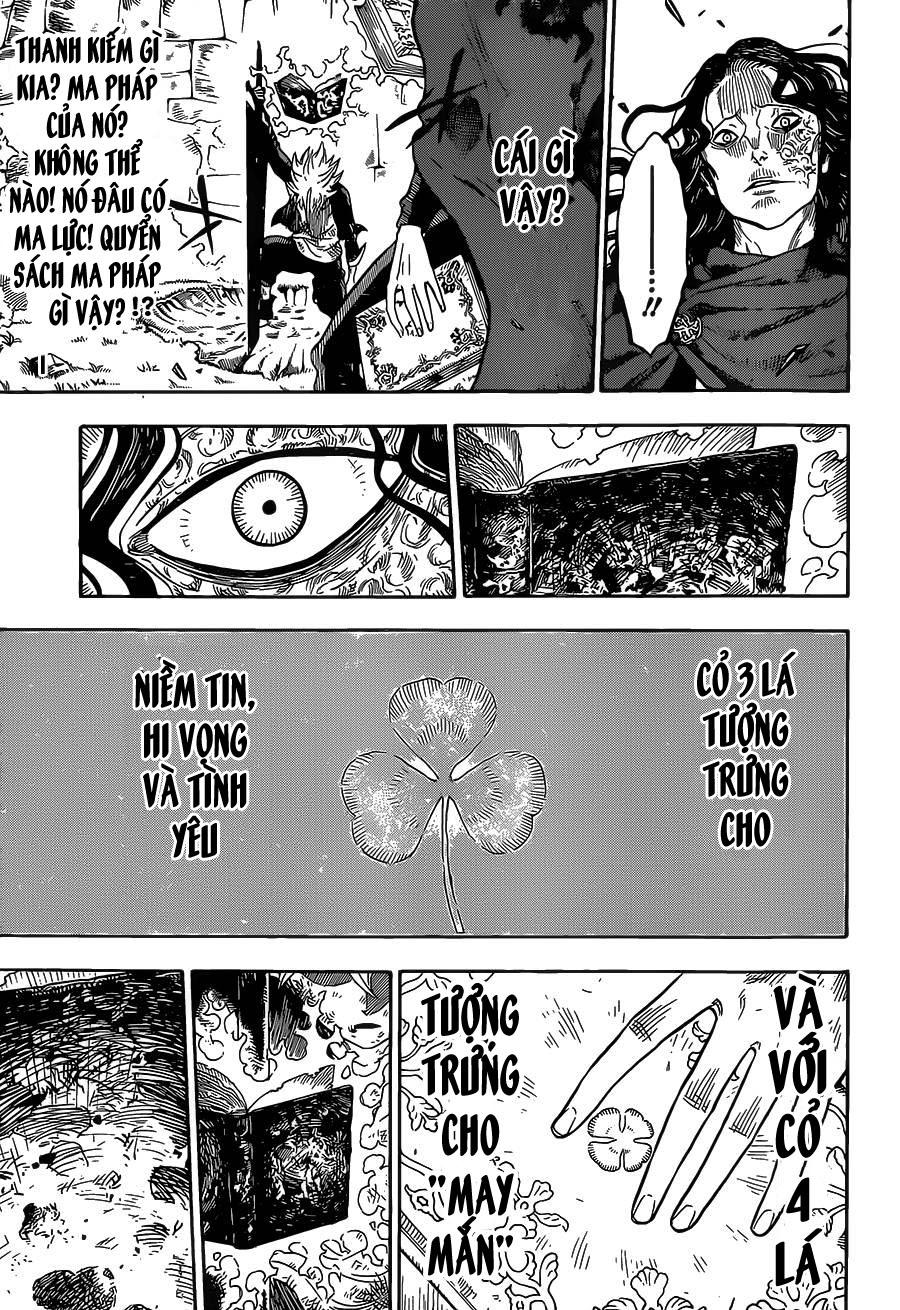 ......!!
CÁI GÌ
VẬY?
THANH KIẾM GÌ
KIA? MA PHÁP
CỦA NÓ?
KHÔNG THỂ
NÀO! NÓ ĐÂU CÓ
MA LỰC! QUYỂN
SÁCH MA PHÁP
GÌ VẬY? !?
CỎ 3 LÁ
TƯỢNG
TRƯNG
CHO
NIỀM TIN,
HI VỌNG
VÀ TÌNH
YÊU
VÀ VỚI
CỎ
4
LÁ
TƯỢNG
TRƯNG
CHO
"MAY
MẮN"